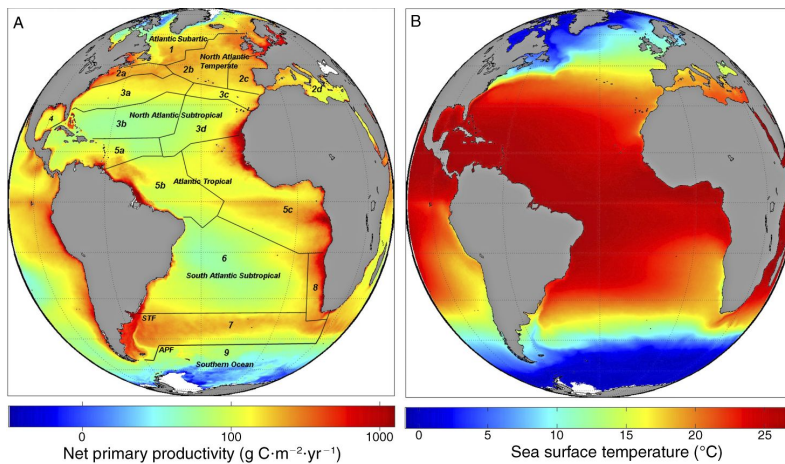 A
Atlantic Subartic
1
North Atlantic
Temperate
2a
2b
2c
2d
3a
3c
4
North Atlantic Subtropical
3b
3d
5a
Atlantic Tropical
5b
5c
6
South Atlantic Subtropical
8
STF
7
APF
9
Southern Ocean
0
100
1000
Net primary productivity (g C·m⁻²·yr⁻¹)
B
0
5
10
15
20
25
Sea surface temperature (°C)